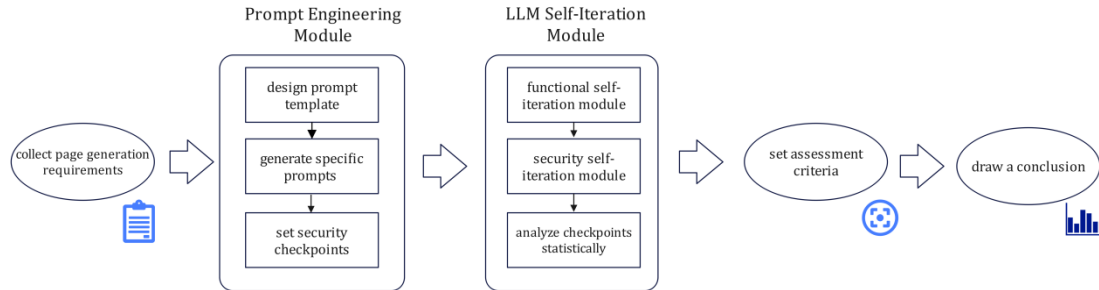 Prompt Engineering
Module
LLM Self-Iteration
Module
collect page generation
requirements
design prompt
template
generate specific
prompts
set security
checkpoints
functional self-
iteration module
security self-
iteration module
analyze checkpoints
statistically
set assessment
criteria
draw a conclusion